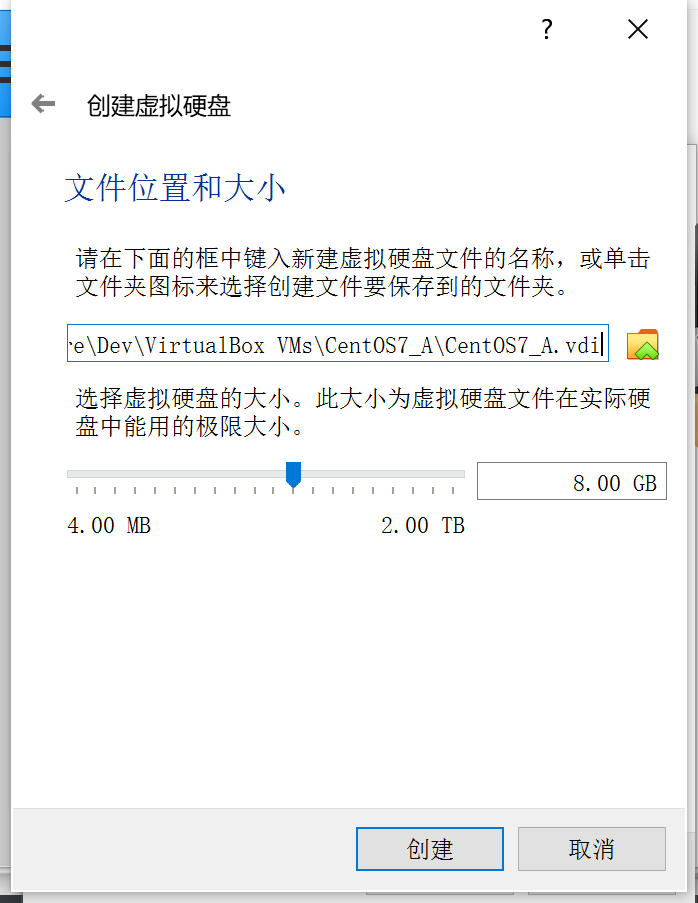 ?
创建虚拟硬盘
文件位置和大小
请在下面的框中键入新建虚拟硬盘文件的名称，或单击
文件夹图标来选择创建文件要保存到的文件夹。
e\Dev\VirtualBox VMs\CentOS7_A\CentOS7_A.vdi
选择虚拟硬盘的大小。此大小为虚拟硬盘文件在实际硬
盘中能用的极限大小。
8.00 GB
4.00 MB 2.00 TB
创建 取消